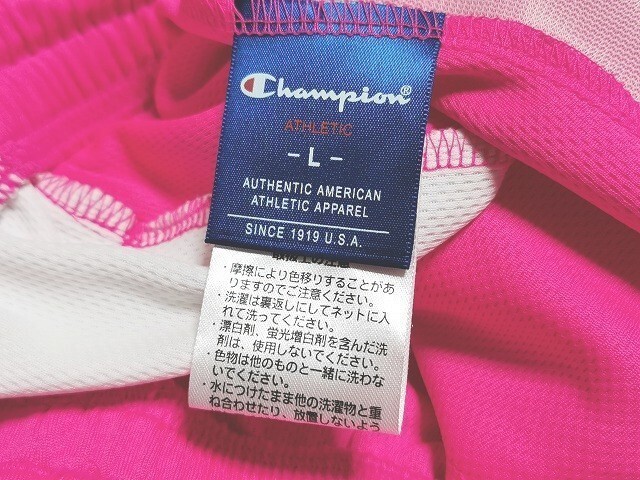 Champion®
ATHLETIC
- L -
AUTHENTIC AMERICAN
ATHLETIC APPAREL
SINCE 1919 U.S.A.
取扱上の注意
・摩擦により色移りすることがあ
りますのでご注意ください。
・洗濯は裏返しにしてネットに入
れて洗ってください。
・漂白剤、蛍光増白剤を含んだ洗
剤は、使用しないでください。
・色物は他のものと一緒に洗わな
いでください。
・水につけたまま他の洗濯物と重
ね合わせたり、放置しないよう